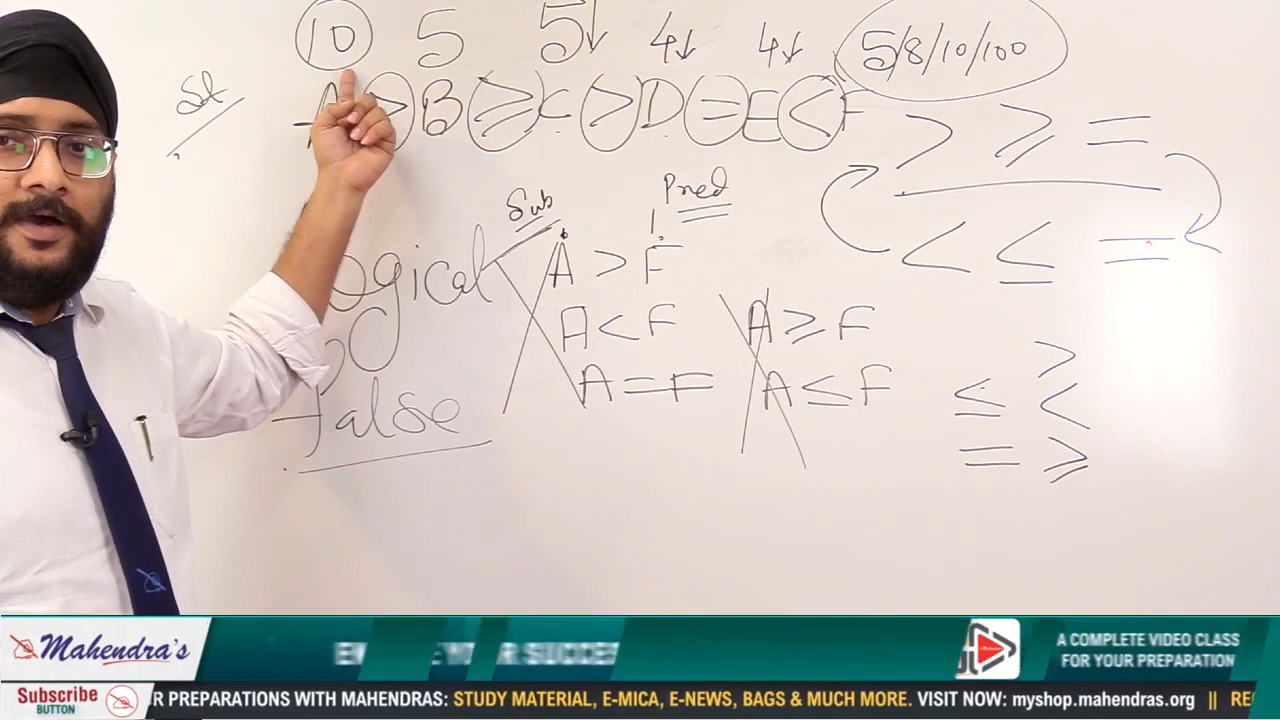 10 5 5↓ 4↓ 4↓ 5/8/10/100
A > B ≥ C > D = E < F
> ≥ =
< ≤ =
Sub Pred
Logical
False
A > F
A < F A ≥ F
A = F A ≤ F
>
≤ <
= ≥
Mahendra's
A COMPLETE VIDEO CLASS
FOR YOUR PREPARATION
Subscribe
BUTTON
R PREPARATIONS WITH MAHENDRAS: STUDY MATERIAL, E-MICA, E-NEWS, BAGS & MUCH MORE. VISIT NOW: myshop.mahendras.org || RE